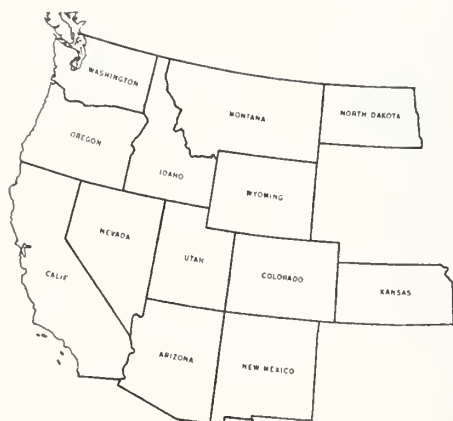 WASHINGTON
MONTANA
NORTH DAKOTA
OREGON
IDAHO
WYOMING
NEVADA
UTAH
COLORADO
CALIF
KANSAS
ARIZONA
NEW MEXICO